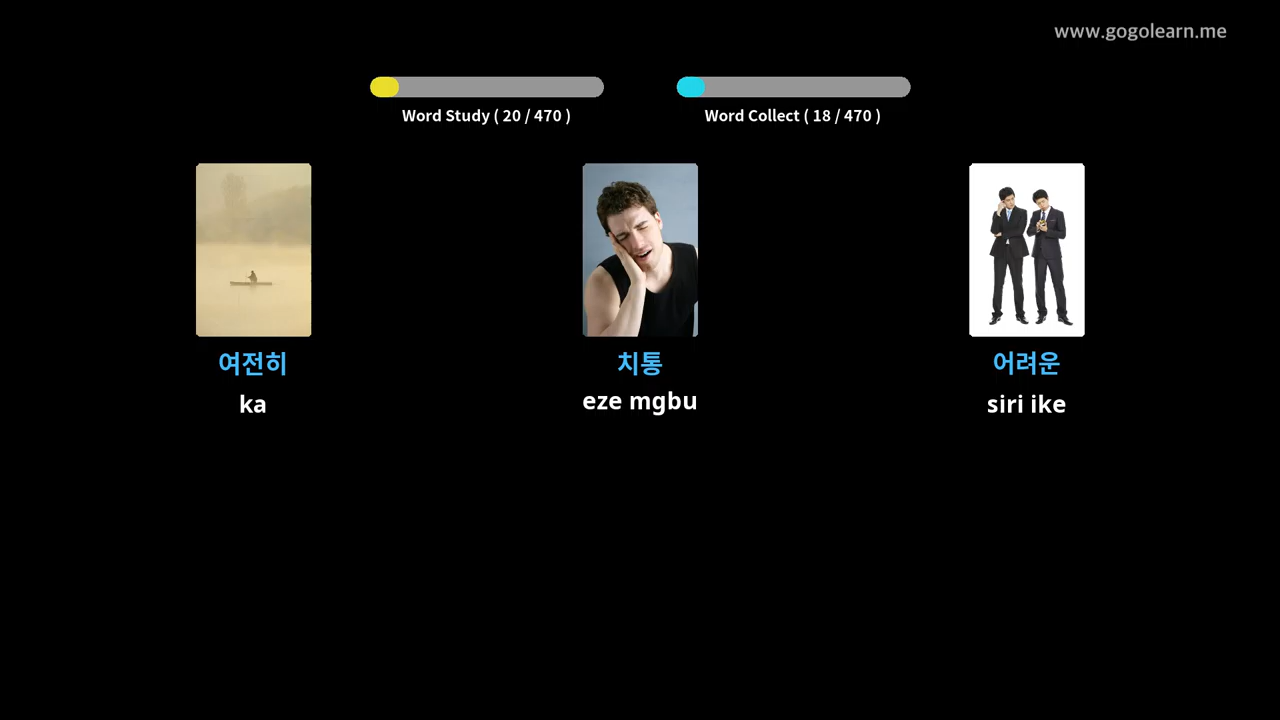 www.gogolearn.me
Word Study ( 20 / 470 )
Word Collect ( 18 / 470 )
여전히
치통
어려운
ka
eze mgbu
siri ike